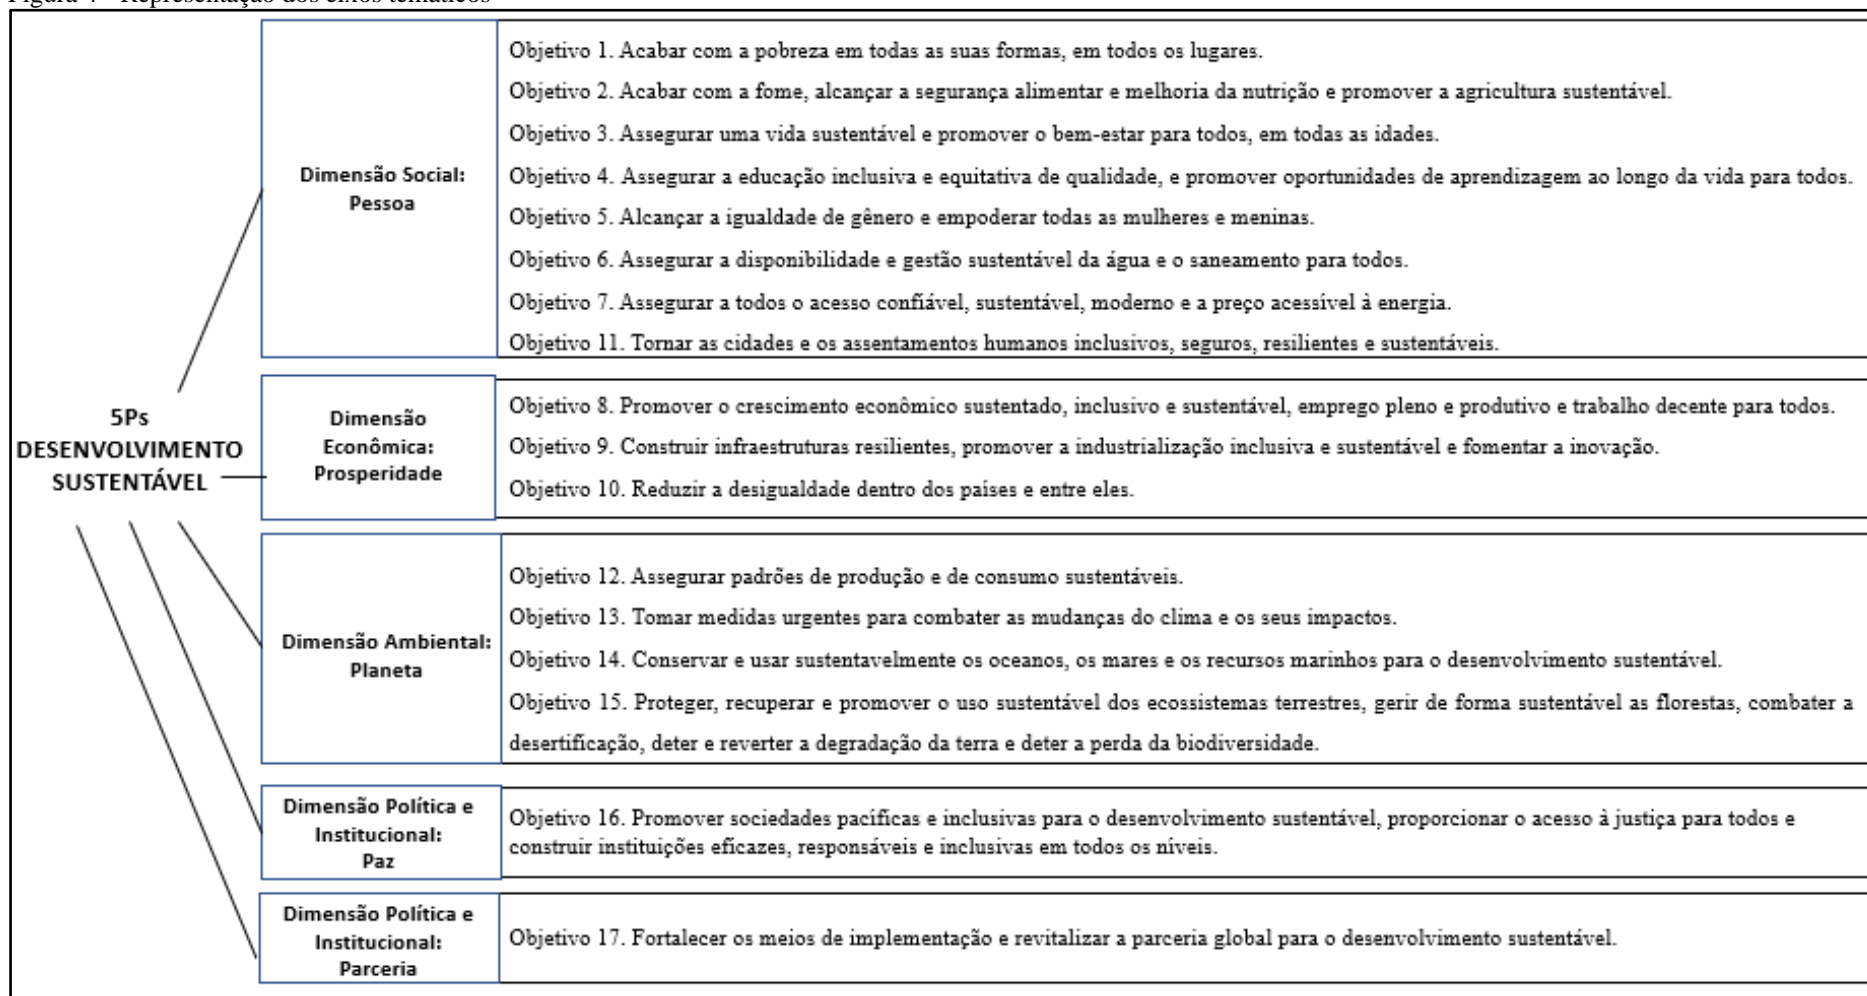 Figura 4 - Representação dos eixos temáticos
5Ps
DESENVOLVIMENTO
SUSTENTÁVEL
Dimensão Social:
Pessoa
Objetivo 1. Acabar com a pobreza em todas as suas formas, em todos os lugares.
Objetivo 2. Acabar com a fome, alcançar a segurança alimentar e melhoria da nutrição e promover a agricultura sustentável.
Objetivo 3. Assegurar uma vida sustentável e promover o bem-estar para todos, em todas as idades.
Objetivo 4. Assegurar a educação inclusiva e equitativa de qualidade, e promover oportunidades de aprendizagem ao longo da vida para todos.
Objetivo 5. Alcançar a igualdade de gênero e empoderar todas as mulheres e meninas.
Objetivo 6. Assegurar a disponibilidade e gestão sustentável da água e o saneamento para todos.
Objetivo 7. Assegurar a todos o acesso confiável, sustentável, moderno e a preço acessível à energia.
Objetivo 11. Tornar as cidades e os assentamentos humanos inclusivos, seguros, resilientes e sustentáveis.
Dimensão
Econômica:
Prosperidade
Objetivo 8. Promover o crescimento econômico sustentado, inclusivo e sustentável, emprego pleno e produtivo e trabalho decente para todos.
Objetivo 9. Construir infraestruturas resilientes, promover a industrialização inclusiva e sustentável e fomentar a inovação.
Objetivo 10. Reduzir a desigualdade dentro dos países e entre eles.
Dimensão Ambiental:
Planeta
Objetivo 12. Assegurar padrões de produção e de consumo sustentáveis.
Objetivo 13. Tomar medidas urgentes para combater as mudanças do clima e os seus impactos.
Objetivo 14. Conservar e usar sustentavelmente os oceanos, os mares e os recursos marinhos para o desenvolvimento sustentável.
Objetivo 15. Proteger, recuperar e promover o uso sustentável dos ecossistemas terrestres, gerir de forma sustentável as florestas, combater a
desertificação, deter e reverter a degradação da terra e deter a perda da biodiversidade.
Dimensão Política e
Institucional:
Paz
Objetivo 16. Promover sociedades pacíficas e inclusivas para o desenvolvimento sustentável, proporcionar o acesso à justiça para todos e
construir instituições eficazes, responsáveis e inclusivas em todos os níveis.
Dimensão Política e
Institucional:
Parceria
Objetivo 17. Fortalecer os meios de implementação e revitalizar a parceria global para o desenvolvimento sustentável.